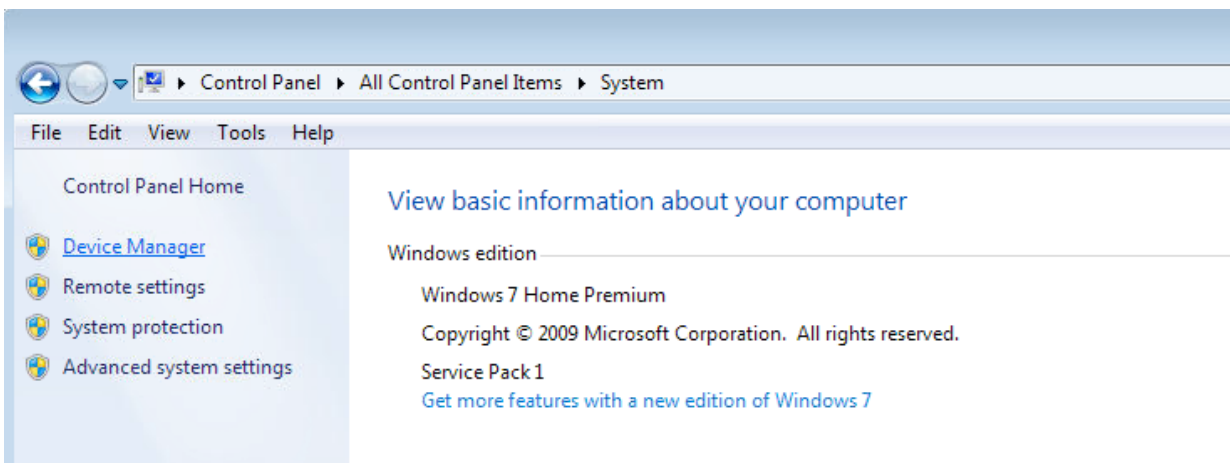 Control Panel ▸ All Control Panel Items ▸ System
File Edit View Tools Help
Control Panel Home
Device Manager
Remote settings
System protection
Advanced system settings
View basic information about your computer
Windows edition
Windows 7 Home Premium
Copyright © 2009 Microsoft Corporation. All rights reserved.
Service Pack 1
Get more features with a new edition of Windows 7